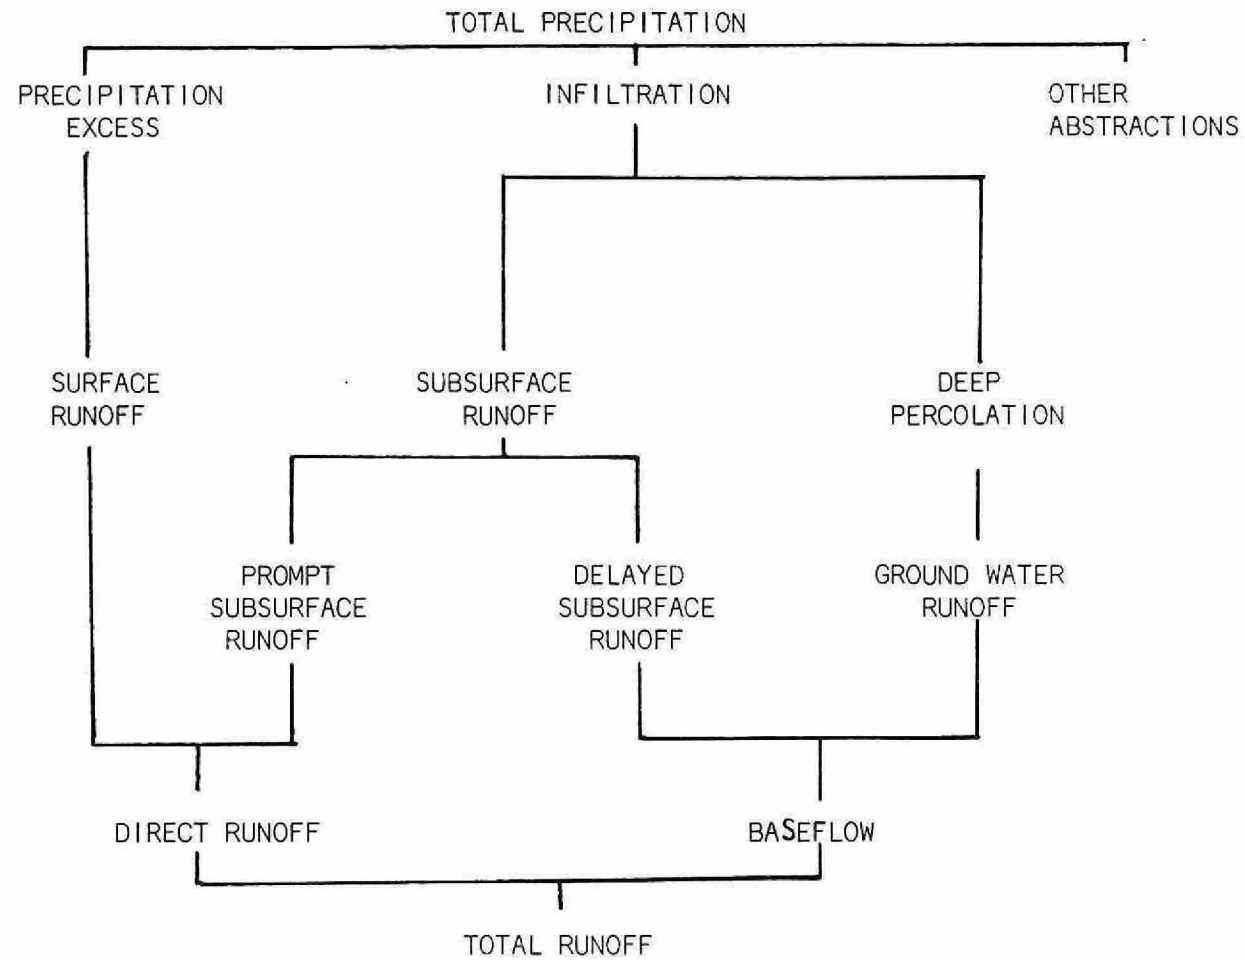 TOTAL PRECIPITATION
PRECIPITATION
EXCESS
INFILTRATION
OTHER
ABSTRACTIONS
SURFACE
RUNOFF
SUBSURFACE
RUNOFF
DEEP
PERCOLATION
PROMPT
SUBSURFACE
RUNOFF
DELAYED
SUBSURFACE
RUNOFF
GROUND WATER
RUNOFF
DIRECT RUNOFF
BASEFLOW
TOTAL RUNOFF